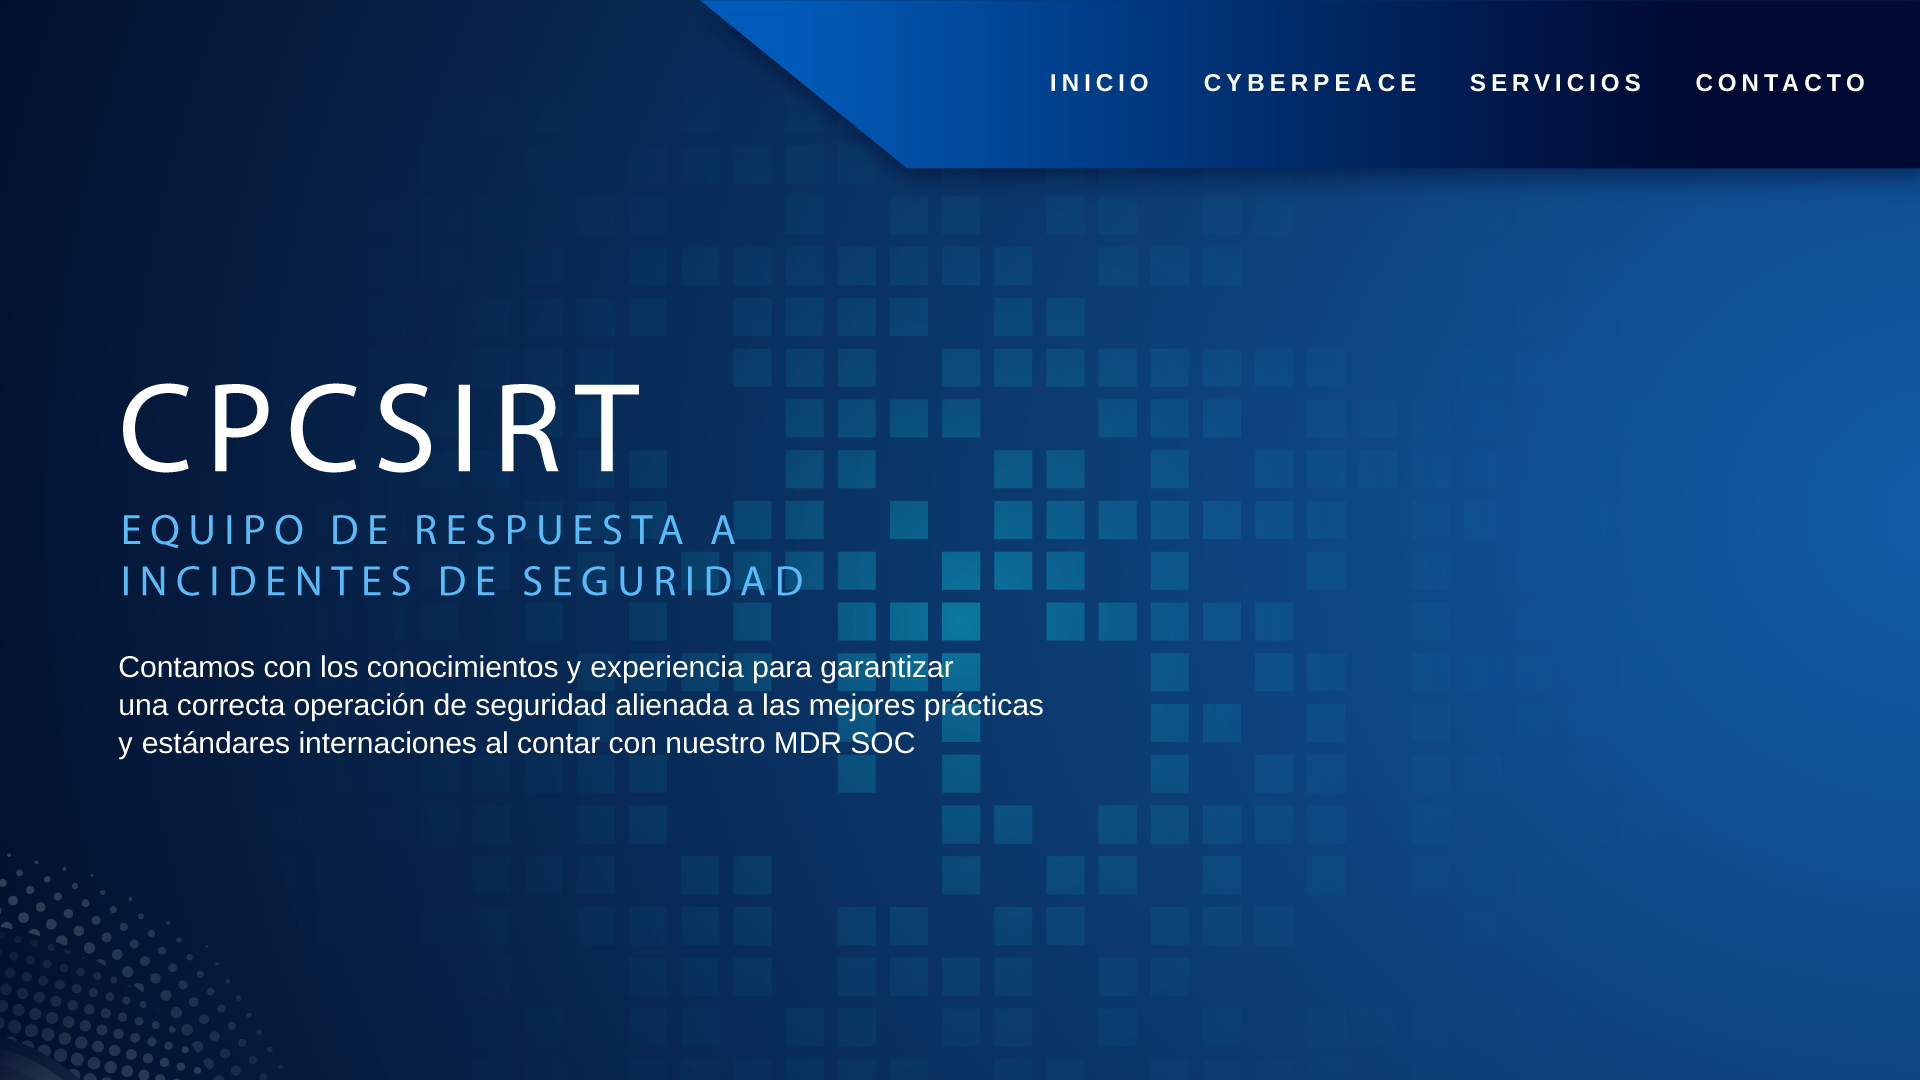 INICIO CYBERPEACE SERVICIOS CONTACTO
CPCSIRT
EQUIPO DE RESPUESTA A
INCIDENTES DE SEGURIDAD
Contamos con los conocimientos y experiencia para garantizar
una correcta operación de seguridad alienada a las mejores prácticas
y estándares internaciones al contar con nuestro MDR SOC